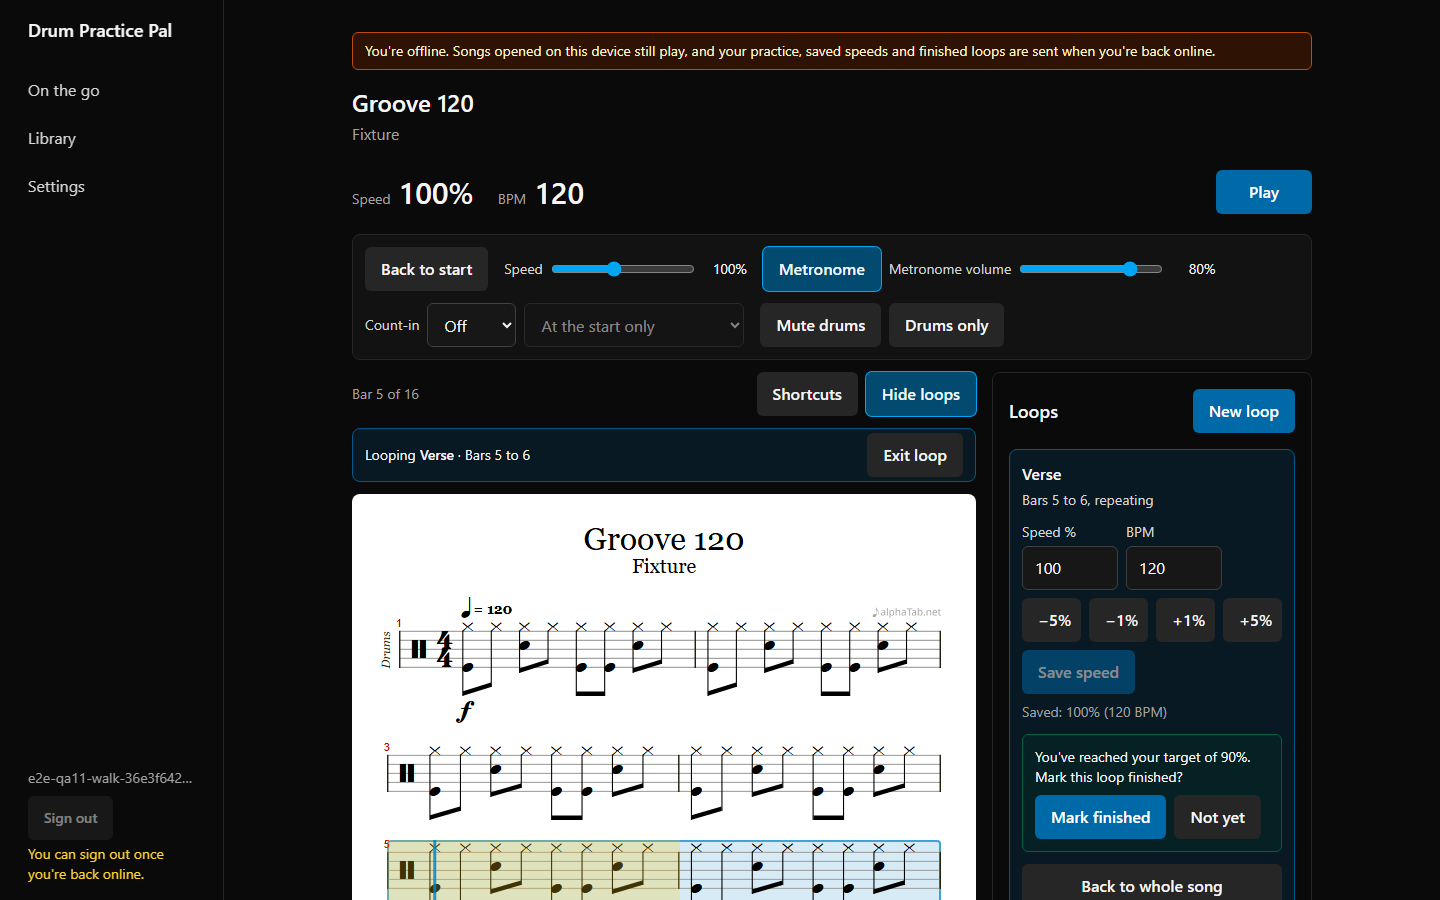 Drum Practice Pal
On the go
Library
Settings
e2e-qa11-walk-36e3f642...
Sign out
You can sign out once
you're back online.
You're offline. Songs opened on this device still play, and your practice, saved speeds and finished loops are sent when you're back online.
Groove 120
Fixture
Speed 100% BPM 120
Play
Back to start Speed 100% Metronome Metronome volume 80%
Count-in Off At the start only Mute drums Drums only
Bar 5 of 16 Shortcuts Hide loops
Looping Verse · Bars 5 to 6 Exit loop
Groove 120
Fixture
= 120
alphaTab.net
1
Drums
4
4
f
3
5
Loops New loop
Verse
Bars 5 to 6, repeating
Speed % BPM
100 120
−5% −1% +1% +5%
Save speed
Saved: 100% (120 BPM)
You've reached your target of 90%.
Mark this loop finished?
Mark finished Not yet
Back to whole song